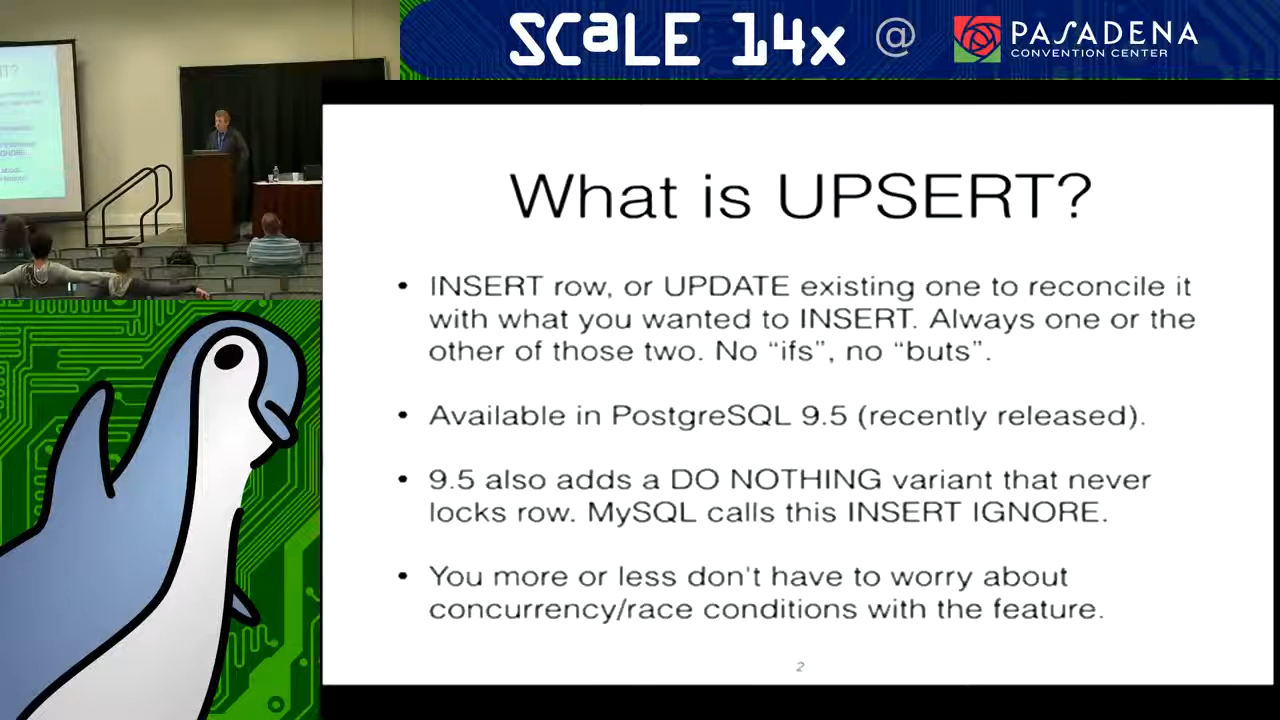 SCaLE 14x @ PASADENA
CONVENTION CENTER
What is UPSERT?
• INSERT row, or UPDATE existing one to reconcile it
with what you wanted to INSERT. Always one or the
other of those two. No “ifs”, no “buts”.
• Available in PostgreSQL 9.5 (recently released).
• 9.5 also adds a DO NOTHING variant that never
locks row. MySQL calls this INSERT IGNORE.
• You more or less don't have to worry about
concurrency/race conditions with the feature.
2